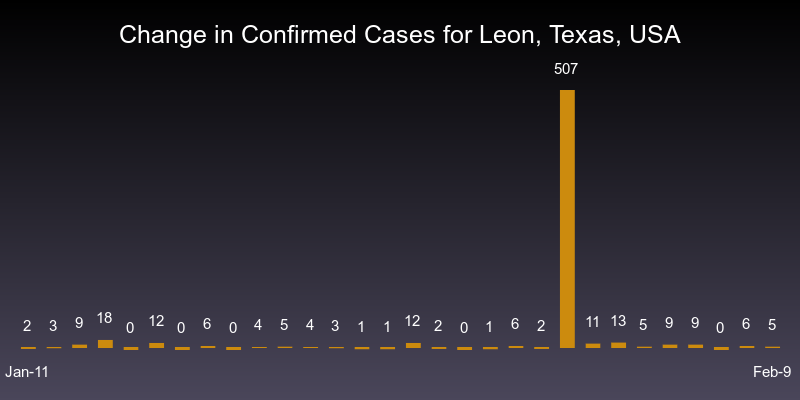 Change in Confirmed Cases for Leon, Texas, USA
507
2 3 9 18 0 12 0 6 0 4 5 4 3 1 1 12 2 0 1 6 2 11 13 5 9 9 0 6 5
Jan-11 Feb-9